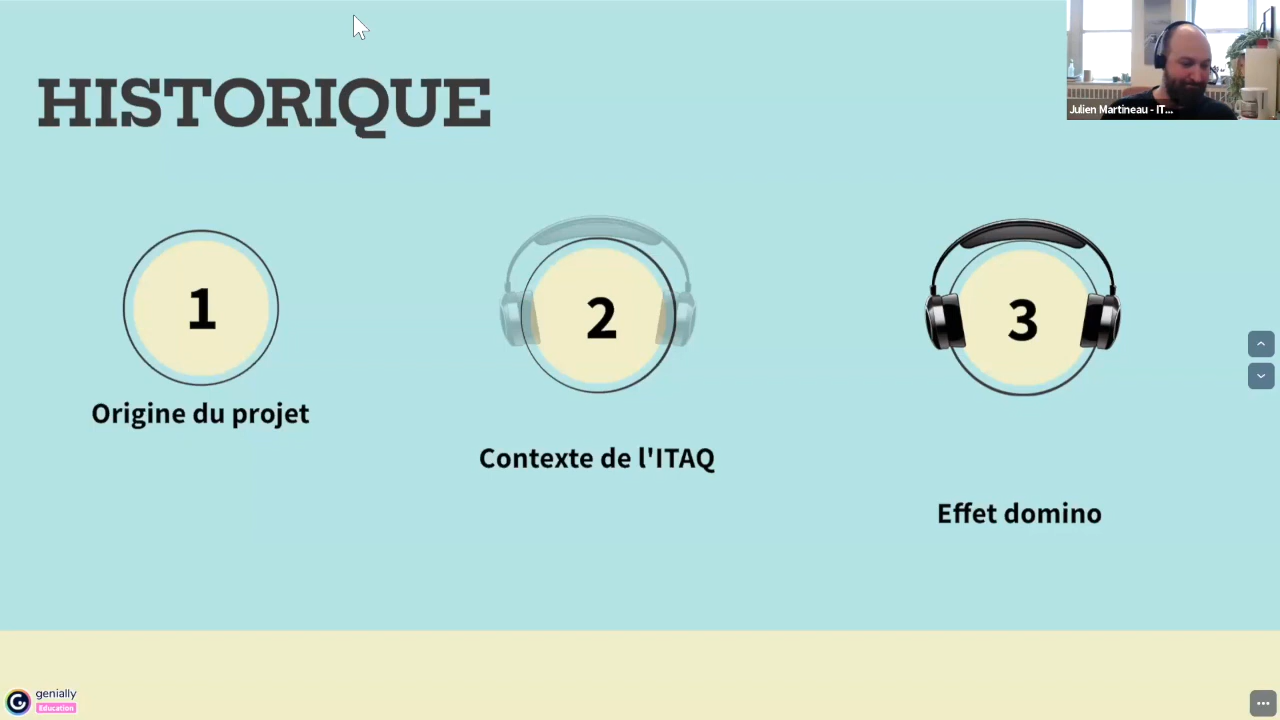 HISTORIQUE
Julien Martineau - IT...
1
2
3
Origine du projet
Contexte de l'ITAQ
Effet domino
genially
Education